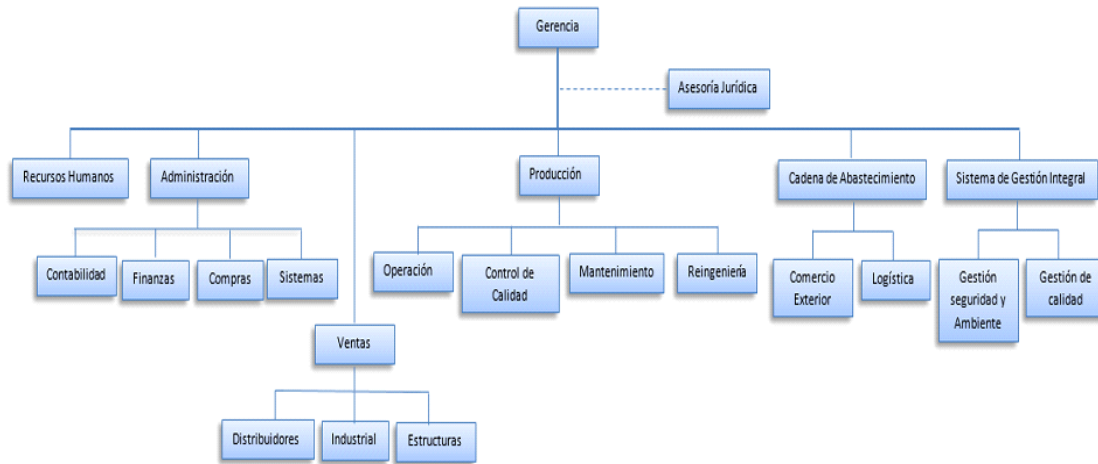 Gerencia
Asesoría Jurídica
Recursos Humanos
Administración
Producción
Cadena de Abastecimiento
Sistema de Gestión Integral
Contabilidad
Finanzas
Compras
Sistemas
Operación
Control de
Calidad
Mantenimiento
Reingeniería
Comercio
Exterior
Logística
Gestión
seguridad y
Ambiente
Gestión de
calidad
Ventas
Distribuidores
Industrial
Estructuras